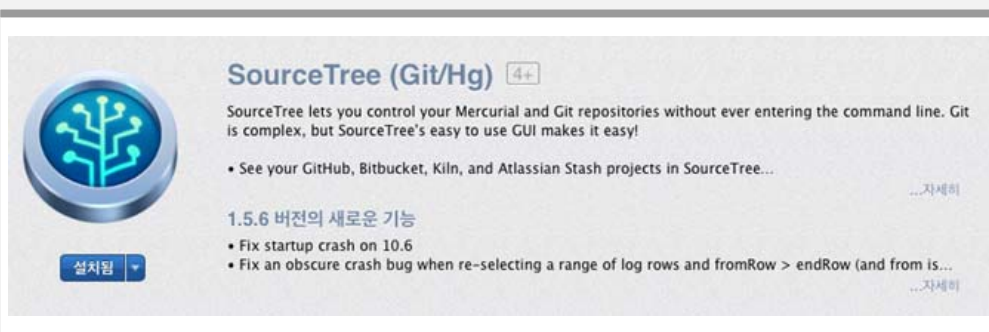 SourceTree (Git/Hg) 4+
SourceTree lets you control your Mercurial and Git repositories without ever entering the command line. Git
is complex, but SourceTree's easy to use GUI makes it easy!
• See your GitHub, Bitbucket, Kiln, and Atlassian Stash projects in SourceTree...
...자세히
1.5.6 버전의 새로운 기능
• Fix startup crash on 10.6
설치됨
• Fix an obscure crash bug when re-selecting a range of log rows and fromRow > endRow (and from is...
...자세히